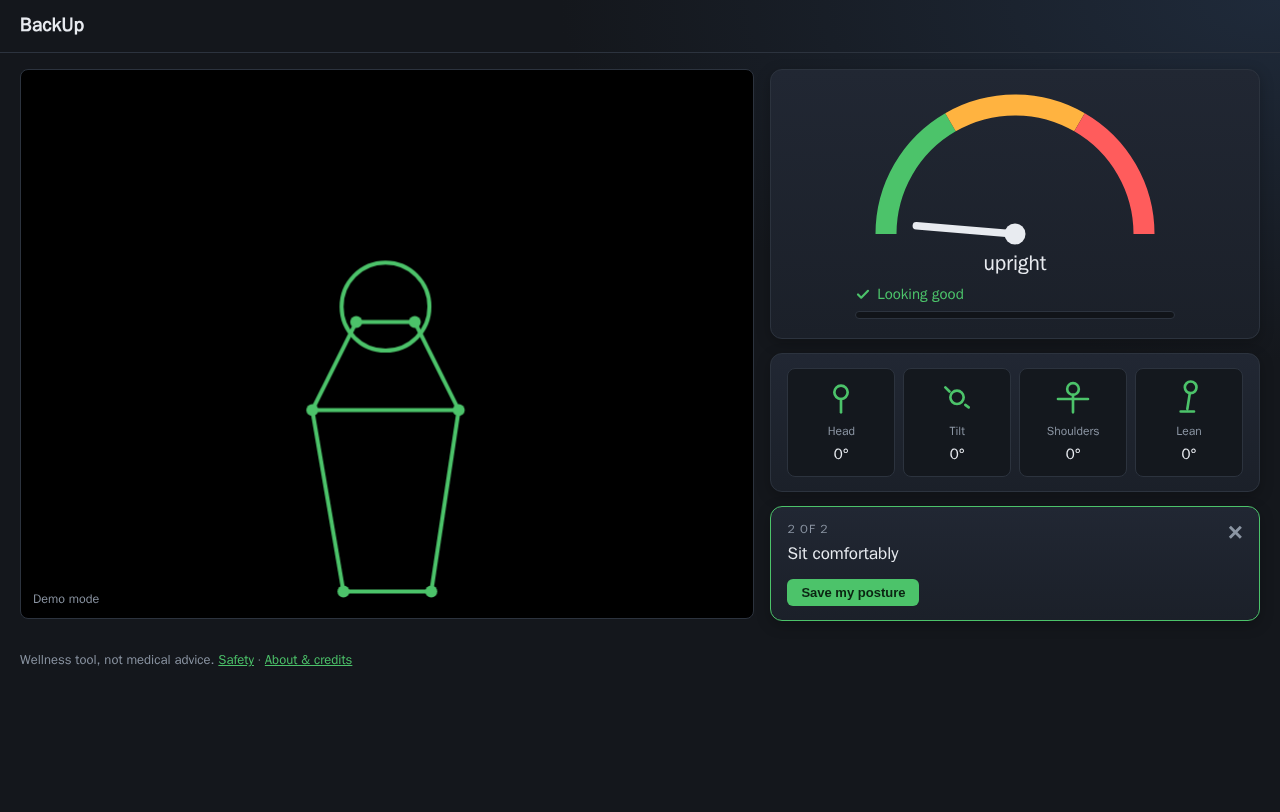 BackUp
Demo mode
upright
Looking good
Head
0°
Tilt
0°
Shoulders
0°
Lean
0°
2 OF 2
Sit comfortably
Save my posture
Wellness tool, not medical advice. Safety · About & credits